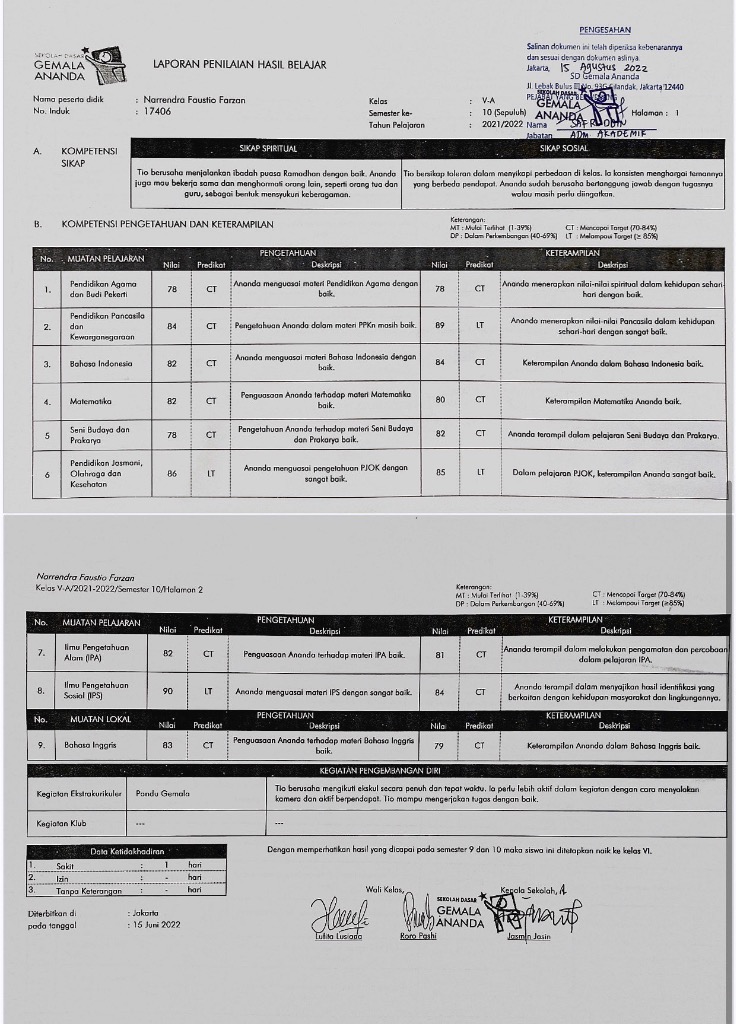 PENGESAHAN
Salinan dokumen ini telah diperiksa kebenarannya
dan sesuai dengan dokumen aslinya.
Jakarta, 15 AGUSTUS 2022
SD Gemala Ananda
Jl. Lebak Bulus III No. 93G Cilandak, Jakarta 12440
PEJABAT YANG
SEKOLAH DASAR
GEMALA
ANANDA
Nama SAFRUDDIN
Jabatan ADM AKADEMIK
SEKOLAH DASAR
GEMALA
ANANDA
LAPORAN PENILAIAN HASIL BELAJAR
Nama peserta didik : Narrendra Faustio Farzan
No. Induk : 17406
Kelas : V-A
Semester ke- : 10 (Sepuluh)
Tahun Pelajaran : 2021/2022
Halaman : 1
A. KOMPETENSI SIKAP
SIKAP SPIRITUAL
Tio berusaha menjalankan ibadah puasa Ramadhan dengan baik. Ananda
juga mau bekerja sama dan menghormati orang lain, seperti orang tua dan
guru, sebagai bentuk mensyukuri keberagaman.
SIKAP SOSIAL
Tio bersikap toleran dalam menyikapi perbedaan di kelas. Ia konsisten menghargai temannya
yang berbeda pendapat. Ananda sudah berusaha bertanggung jawab dengan tugasnya
walau masih perlu diingatkan.
B. KOMPETENSI PENGETAHUAN DAN KETERAMPILAN
Keterangan:
MT : Mulai Terlihat (1-39%) CT : Mencapai Target (70-84%)
DP : Dalam Perkembangan (40-69%) LT : Melampaui Target (≥ 85%)
No. MUATAN PELAJARAN PENGETAHUAN KETERAMPILAN
Nilai Predikat Deskripsi Nilai Predikat Deskripsi
1. Pendidikan Agama dan Budi Pekerti 78 CT Ananda menguasai materi Pendidikan Agama dengan baik. 78 CT Ananda menerapkan nilai-nilai spiritual dalam kehidupan sehari-hari dengan baik.
2. Pendidikan Pancasila dan Kewarganegaraan 84 CT Pengetahuan Ananda dalam materi PPKn masih baik. 89 LT Ananda menerapkan nilai-nilai Pancasila dalam kehidupan sehari-hari dengan sangat baik.
3. Bahasa Indonesia 82 CT Ananda menguasai materi Bahasa Indonesia dengan baik. 84 CT Keterampilan Ananda dalam Bahasa Indonesia baik.
4. Matematika 82 CT Penguasaan Ananda terhadap materi Matematika baik. 80 CT Keterampilan Matematika Ananda baik.
5 Seni Budaya dan Prakarya 78 CT Pengetahuan Ananda terhadap materi Seni Budaya dan Prakarya baik. 82 CT Ananda terampil dalam pelajaran Seni Budaya dan Prakarya.
6 Pendidikan Jasmani, Olahraga dan Kesehatan 86 LT Ananda menguasai pengetahuan PJOK dengan sangat baik. 85 LT Dalam pelajaran PJOK, keterampilan Ananda sangat baik.
Narrendra Faustio Farzan
Kelas V-A/2021-2022/Semester 10/Halaman 2
Keterangan:
MT : Mulai Terlihat (1-39%) CT : Mencapai Target (70-84%)
DP : Dalam Perkembangan (40-69%) LT : Melampaui Target (≥85%)
No. MUATAN PELAJARAN PENGETAHUAN KETERAMPILAN
Nilai Predikat Deskripsi Nilai Predikat Deskripsi
7. Ilmu Pengetahuan Alam (IPA) 82 CT Penguasaan Ananda terhadap materi IPA baik. 81 CT Ananda terampil dalam melakukan pengamatan dan percobaan dalam pelajaran IPA.
8. Ilmu Pengetahuan Sosial (IPS) 90 LT Ananda menguasai materi IPS dengan sangat baik. 84 CT Ananda terampil dalam menyajikan hasil identifikasi yang berkaitan dengan kehidupan masyarakat dan lingkungannya.
No. MUATAN LOKAL PENGETAHUAN KETERAMPILAN
Nilai Predikat Deskripsi Nilai Predikat Deskripsi
9. Bahasa Inggris 83 CT Penguasaan Ananda terhadap materi Bahasa Inggris baik. 79 CT Keterampilan Ananda dalam Bahasa Inggris baik.
KEGIATAN PENGEMBANGAN DIRI
Kegiatan Ekstrakurikuler Pandu Gemala Tio berusaha mengikuti ekskul secara penuh dan tepat waktu. Ia perlu lebih aktif dalam kegiatan dengan cara menyalakan
kamera dan aktif berpendapat. Tio mampu mengerjakan tugas dengan baik.
Kegiatan Klub --- ---
Data Ketidakhadiran
1. Sakit : 1 hari
2. Izin : - hari
3. Tanpa Keterangan : - hari
Dengan memperhatikan hasil yang dicapai pada semester 9 dan 10 maka siswa ini ditetapkan naik ke kelas VI.
Diterbitkan di : Jakarta
pada tanggal : 15 Juni 2022
Wali Kelas,
Kepala Sekolah,
SEKOLAH DASAR
GEMALA
ANANDA
Lulita Lusiada
Roro Pashi
Jasmin Jasin